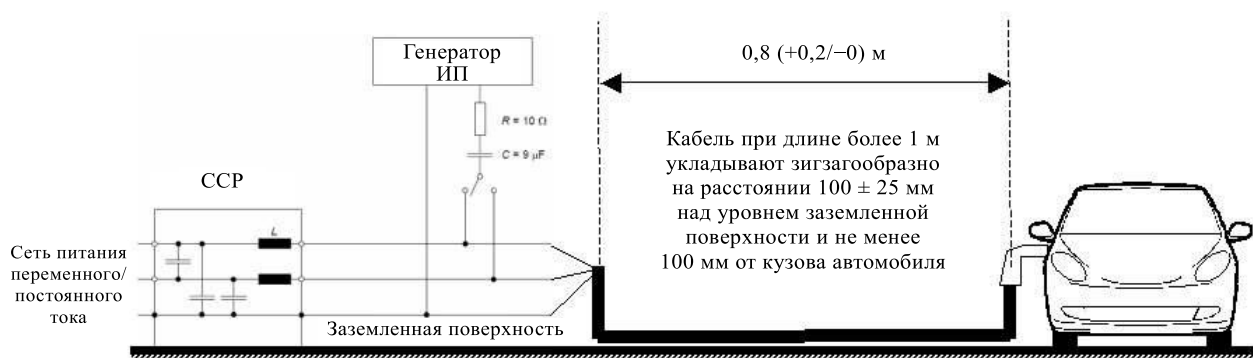 Генератор
ИП
0,8 (+0,2/−0) м
R = 10 Ω
C = 9 µF
Кабель при длине более 1 м
укладывают зигзагообразно
на расстоянии 100 ± 25 мм
над уровнем заземленной
поверхности и не менее
100 мм от кузова автомобиля
ССР
L
Сеть питания
переменного/
постоянного
тока
Заземленная поверхность